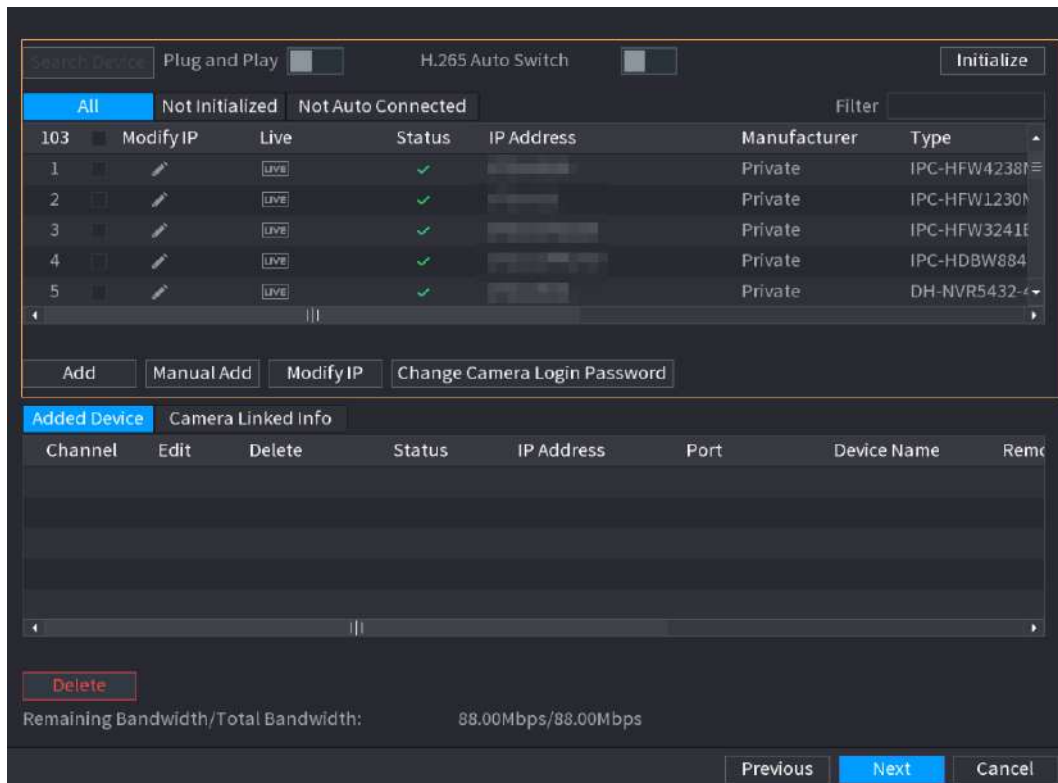 Search Device Plug and Play H.265 Auto Switch Initialize
All Not Initialized Not Auto Connected Filter
103 Modify IP Live Status IP Address Manufacturer Type
1 LIVE Private IPC-HFW4238
2 LIVE Private IPC-HFW1230
3 LIVE Private IPC-HFW3241
4 LIVE Private IPC-HDBW884
5 LIVE Private DH-NVR5432-
Add Manual Add Modify IP Change Camera Login Password
Added Device Camera Linked Info
Channel Edit Delete Status IP Address Port Device Name Remo
Delete
Remaining Bandwidth/Total Bandwidth: 88.00Mbps/88.00Mbps
Previous Next Cancel